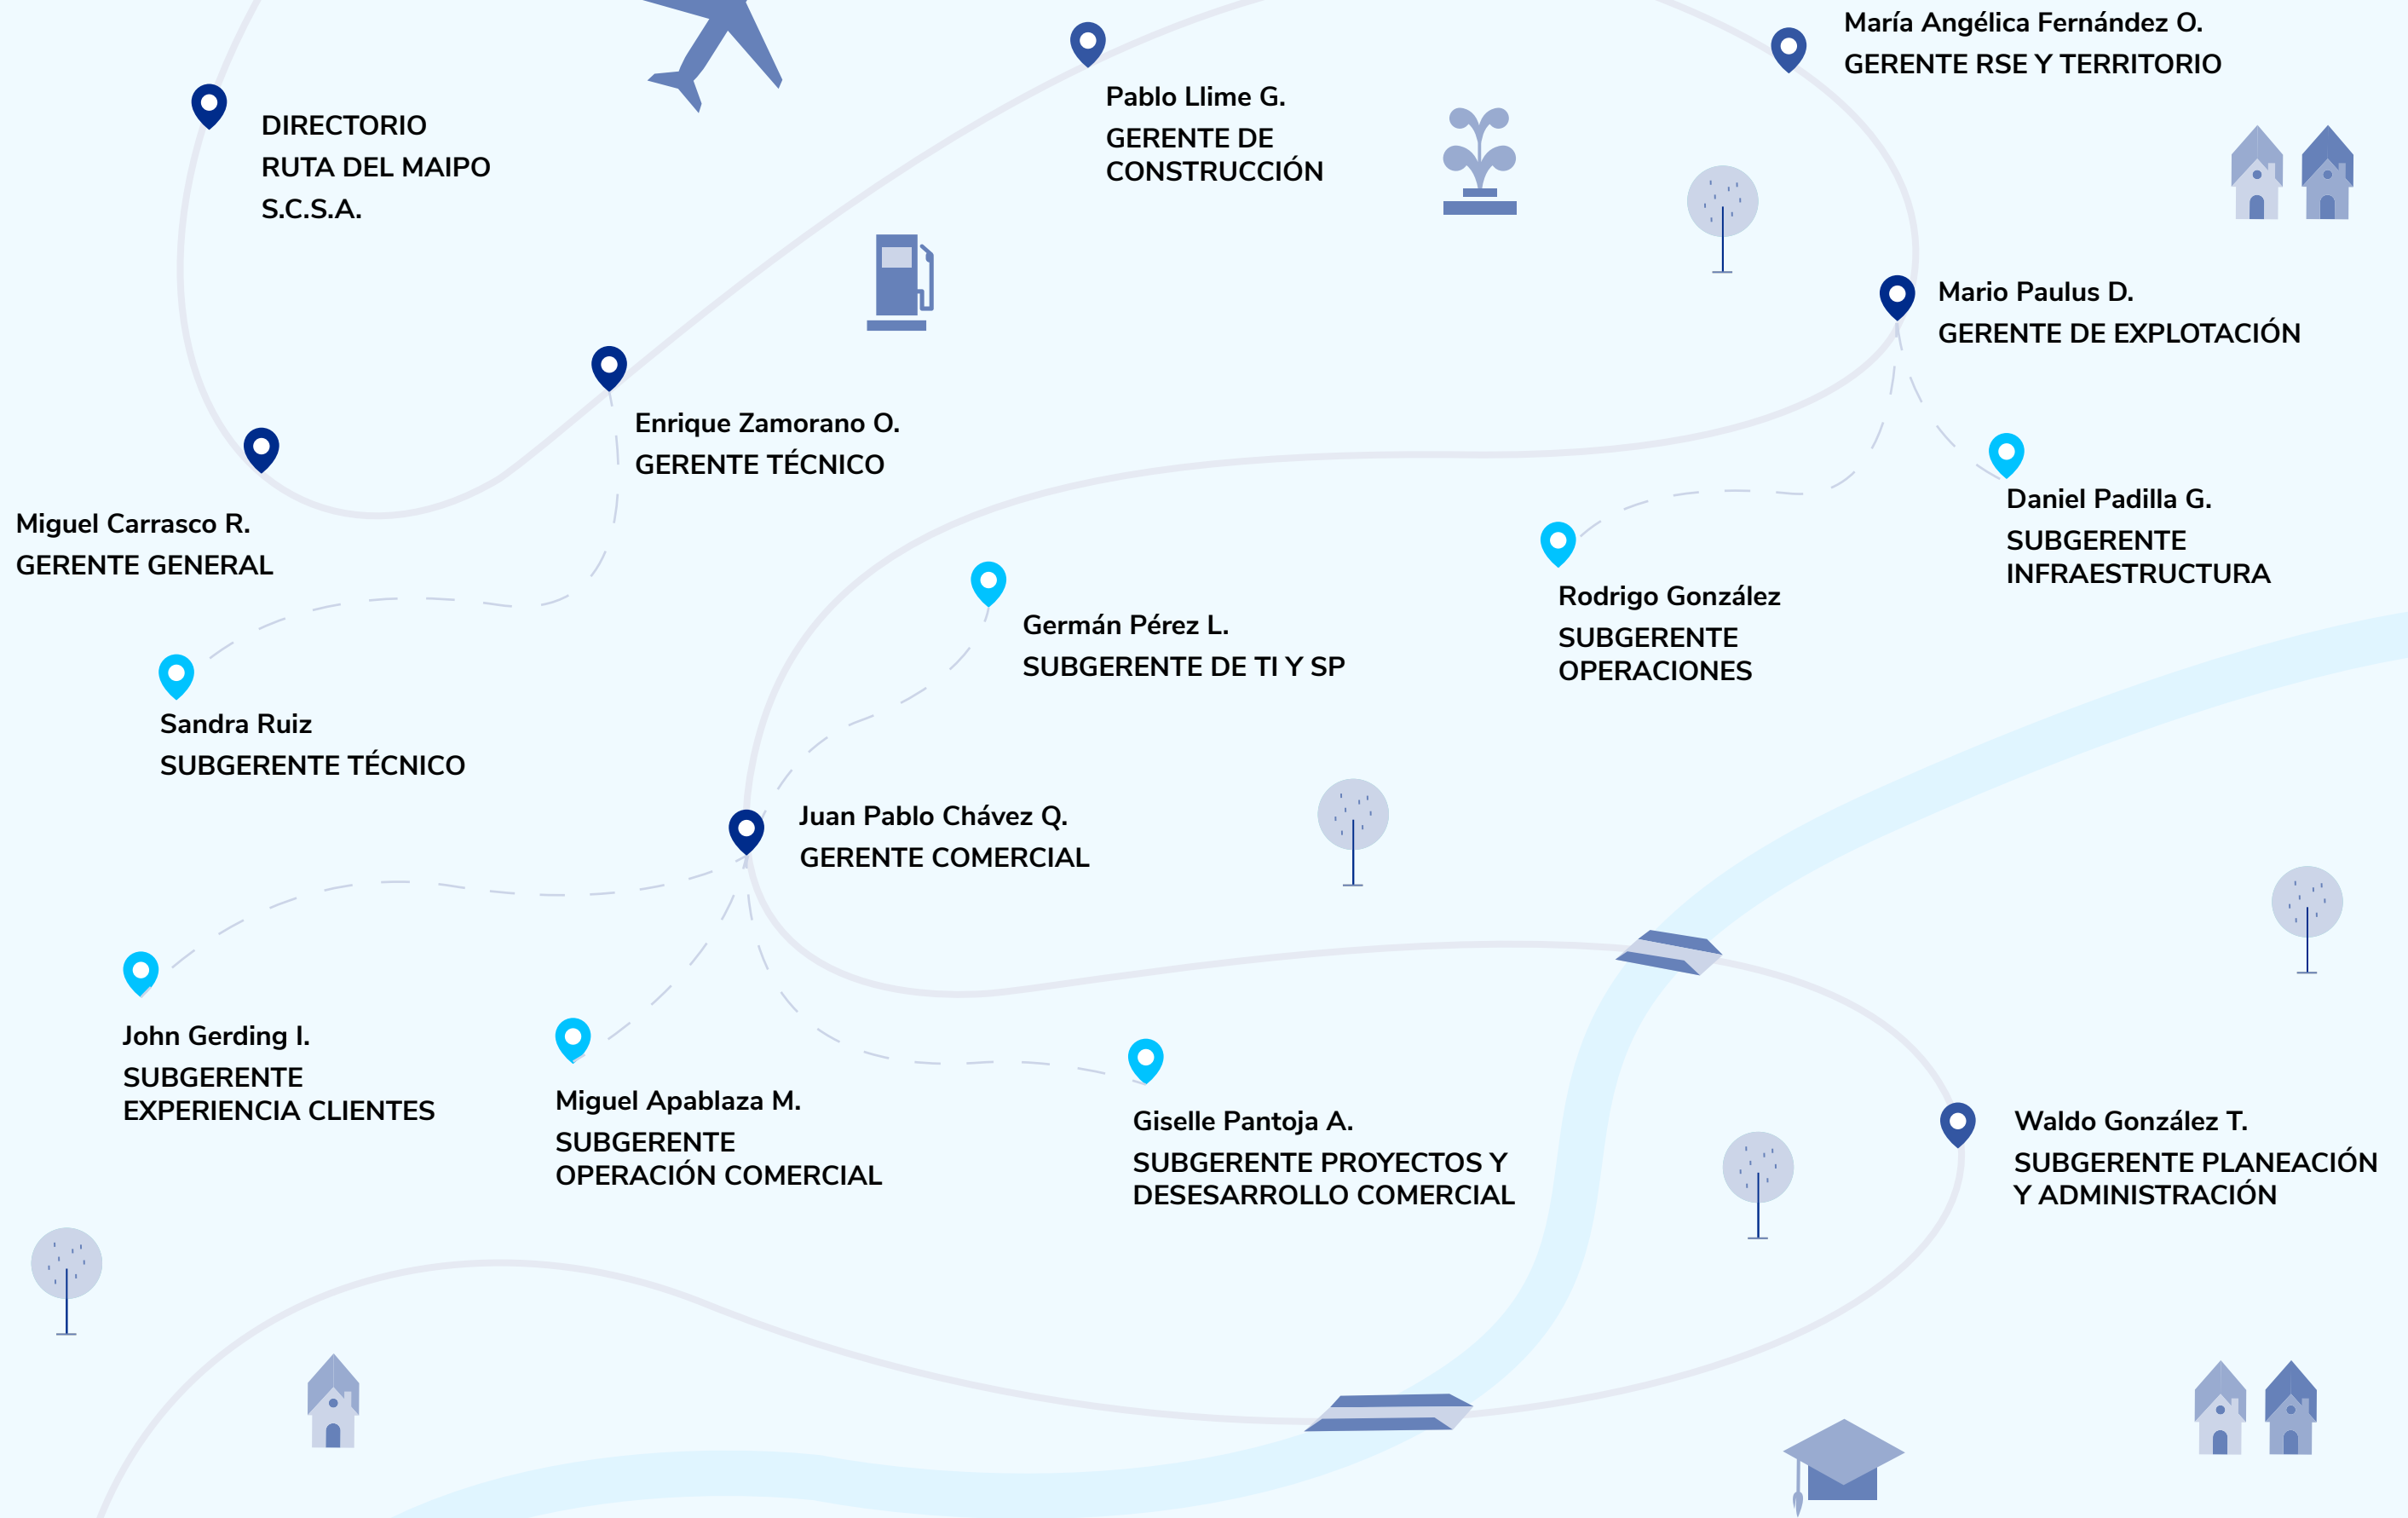 María Angélica Fernández O.
GERENTE RSE Y TERRITORIO
Pablo Llime G.
GERENTE DE
CONSTRUCCIÓN
DIRECTORIO
RUTA DEL MAIPO
S.C.S.A.
Mario Paulus D.
GERENTE DE EXPLOTACIÓN
Enrique Zamorano O.
GERENTE TÉCNICO
Miguel Carrasco R.
GERENTE GENERAL
Daniel Padilla G.
SUBGERENTE
INFRAESTRUCTURA
Rodrigo González
SUBGERENTE
OPERACIONES
Germán Pérez L.
SUBGERENTE DE TI Y SP
Sandra Ruiz
SUBGERENTE TÉCNICO
Juan Pablo Chávez Q.
GERENTE COMERCIAL
John Gerding I.
SUBGERENTE
EXPERIENCIA CLIENTES
Miguel Apablaza M.
SUBGERENTE
OPERACIÓN COMERCIAL
Giselle Pantoja A.
SUBGERENTE PROYECTOS Y
DESESARROLLO COMERCIAL
Waldo González T.
SUBGERENTE PLANEACIÓN
Y ADMINISTRACIÓN